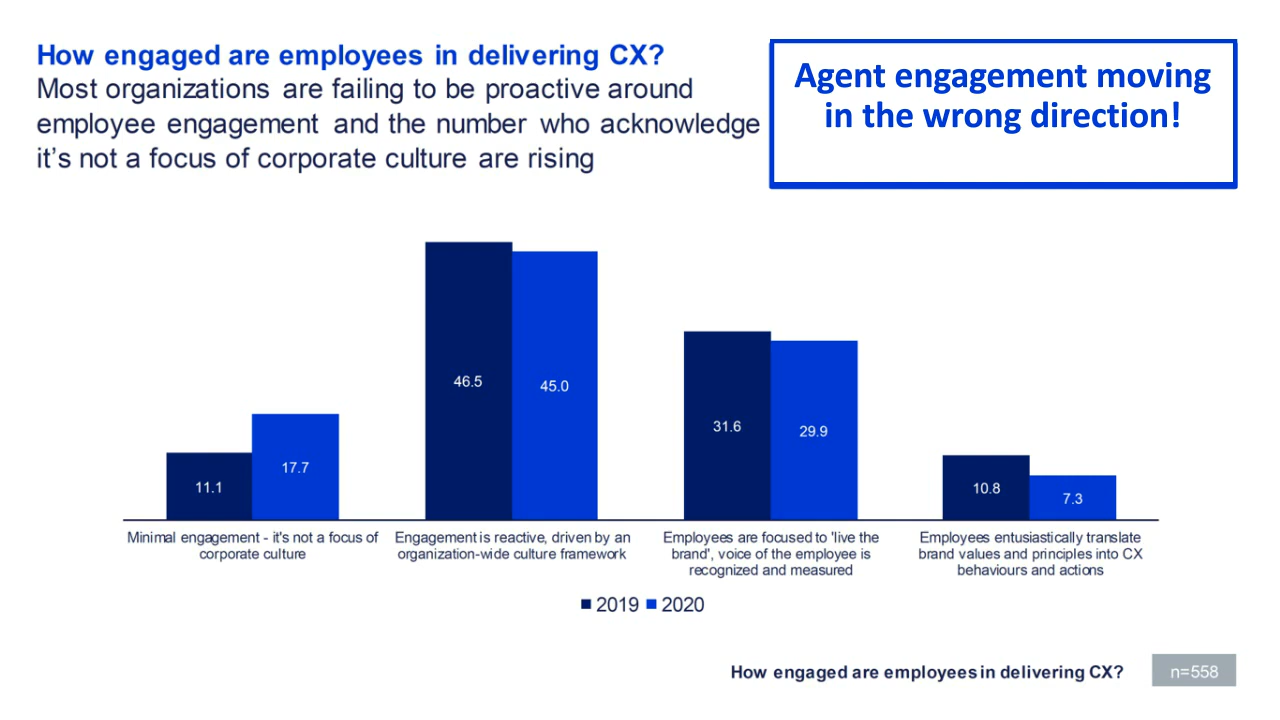 How engaged are employees in delivering CX?
Most organizations are failing to be proactive around
employee engagement and the number who acknowledge
it's not a focus of corporate culture are rising
Agent engagement moving
in the wrong direction!
11.1
17.7
46.5
45.0
31.6
29.9
10.8
7.3
Minimal engagement - it's not a focus of
corporate culture
Engagement is reactive, driven by an
organization-wide culture framework
Employees are focused to 'live the
brand', voice of the employee is
recognized and measured
Employees entusiastically translate
brand values and principles into CX
behaviours and actions
2019 2020
How engaged are employees in delivering CX?
n=558